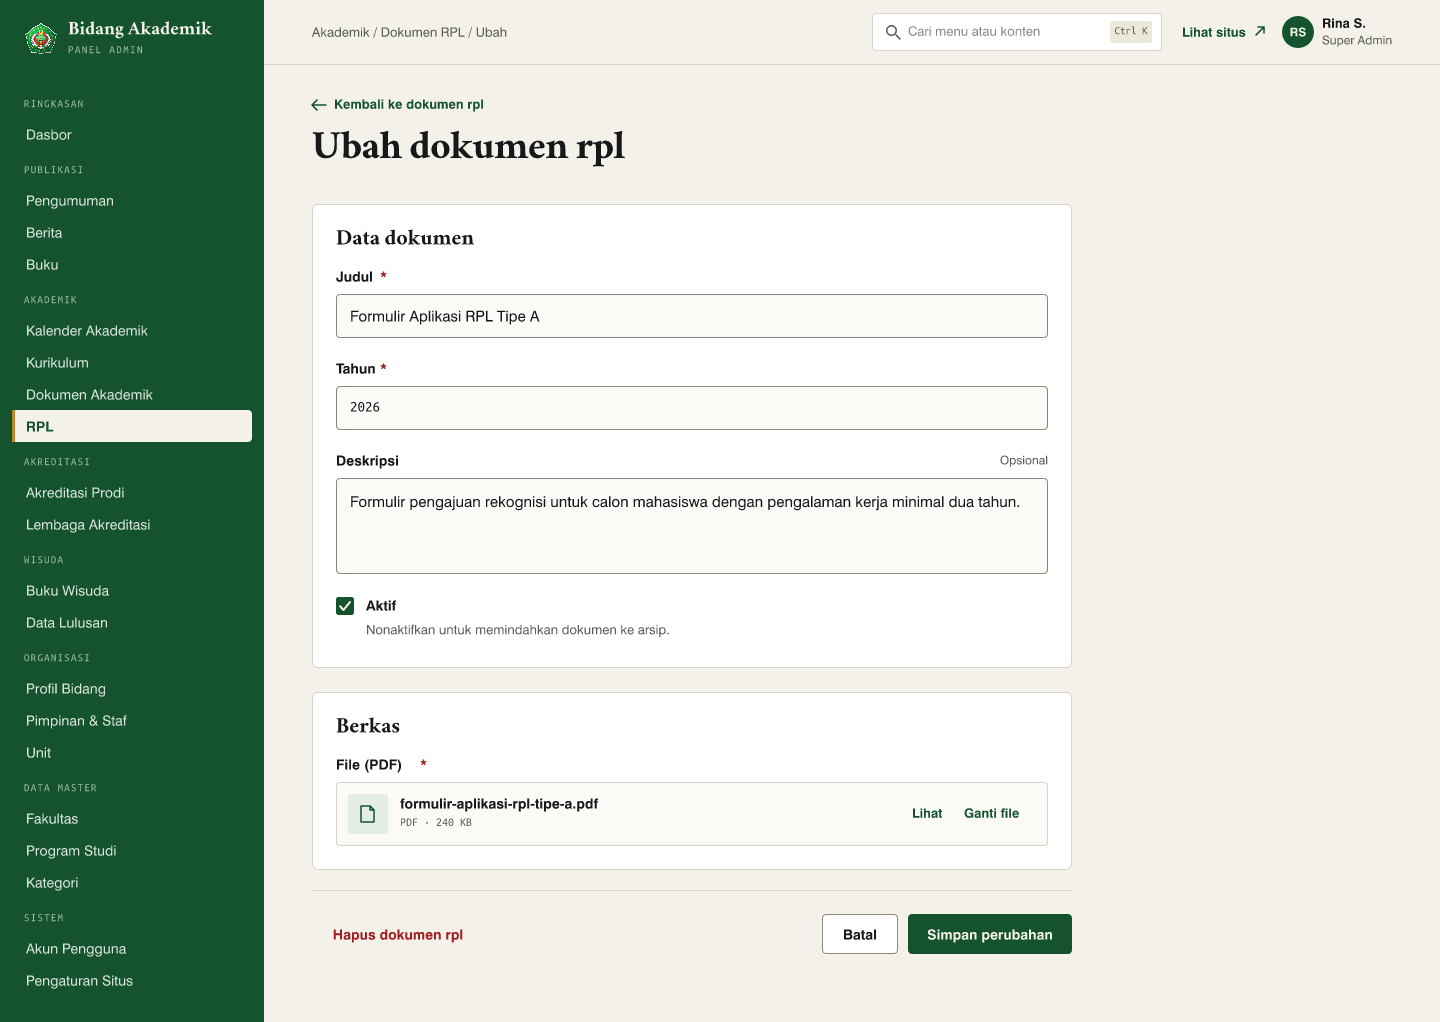 Bidang Akademik
PANEL ADMIN
RINGKASAN
Dasbor
PUBLIKASI
Pengumuman
Berita
Buku
AKADEMIK
Kalender Akademik
Kurikulum
Dokumen Akademik
RPL
AKREDITASI
Akreditasi Prodi
Lembaga Akreditasi
WISUDA
Buku Wisuda
Data Lulusan
ORGANISASI
Profil Bidang
Pimpinan & Staf
Unit
DATA MASTER
Fakultas
Program Studi
Kategori
SISTEM
Akun Pengguna
Pengaturan Situs
Akademik / Dokumen RPL / Ubah
Cari menu atau konten
Ctrl K
Lihat situs
RS
Rina S.
Super Admin
Kembali ke dokumen rpl
Ubah dokumen rpl
Data dokumen
Judul *
Formulir Aplikasi RPL Tipe A
Tahun *
2026
Deskripsi
Opsional
Formulir pengajuan rekognisi untuk calon mahasiswa dengan pengalaman kerja minimal dua tahun.
Aktif
Nonaktifkan untuk memindahkan dokumen ke arsip.
Berkas
File (PDF) *
formulir-aplikasi-rpl-tipe-a.pdf
PDF · 240 KB
Lihat
Ganti file
Hapus dokumen rpl
Batal
Simpan perubahan